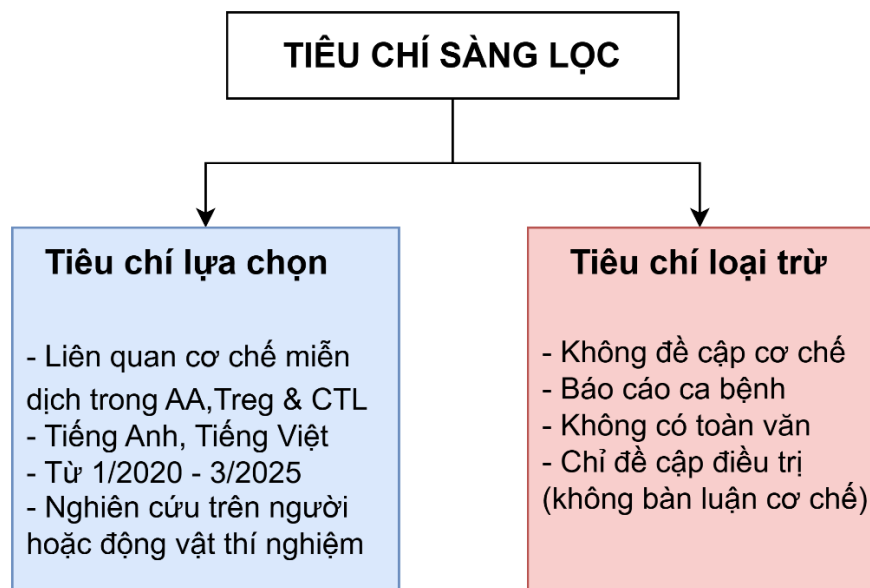 TIÊU CHÍ SÀNG LỌC
Tiêu chí lựa chọn
- Liên quan cơ chế miễn
dịch trong AA,Treg & CTL
- Tiếng Anh, Tiếng Việt
- Từ 1/2020 - 3/2025
- Nghiên cứu trên người
hoặc động vật thí nghiệm
Tiêu chí loại trừ
- Không đề cập cơ chế
- Báo cáo ca bệnh
- Không có toàn văn
- Chỉ đề cập điều trị
(không bàn luận cơ chế)